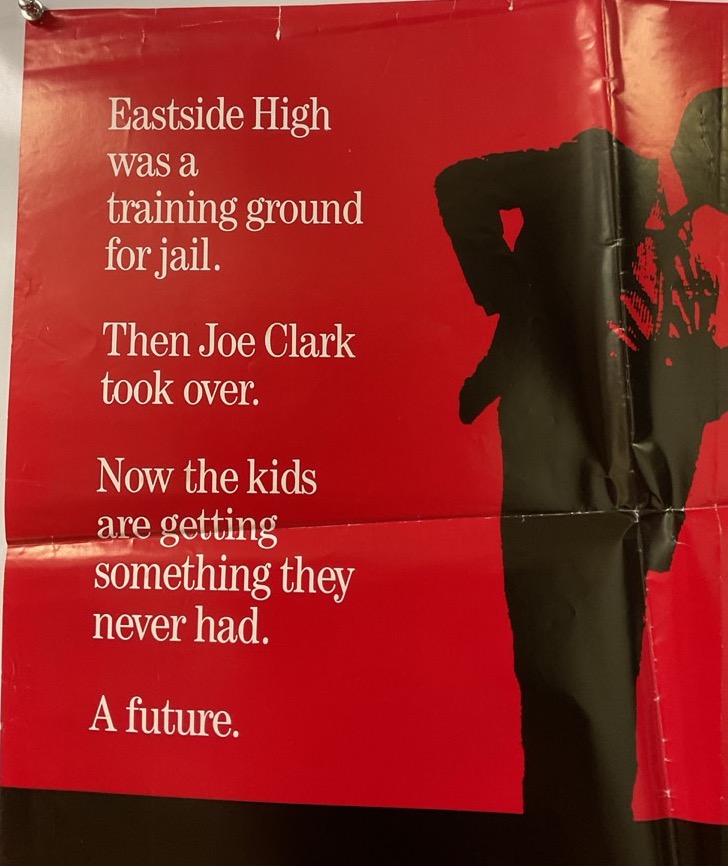 Eastside High
was a
training ground
for jail.
Then Joe Clark
took over.
Now the kids
are getting
something they
never had.
A future.